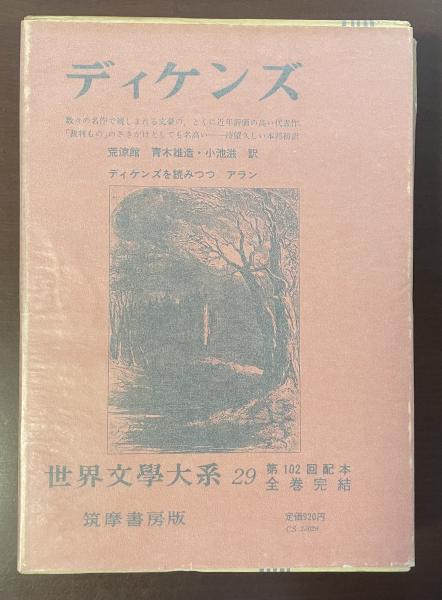 ディケンズ
数々の名作で親しまれる文豪の、とくに近年評価の高い代表作。
「裁判もの」のさきがけとしても名高い――待望久しい本邦初訳
荒涼館 青木雄造・小池滋 訳
ディケンズを読みつつ アラン
世界文學大系 29 第102回配本
全巻完結
筑摩書房版
定価920円